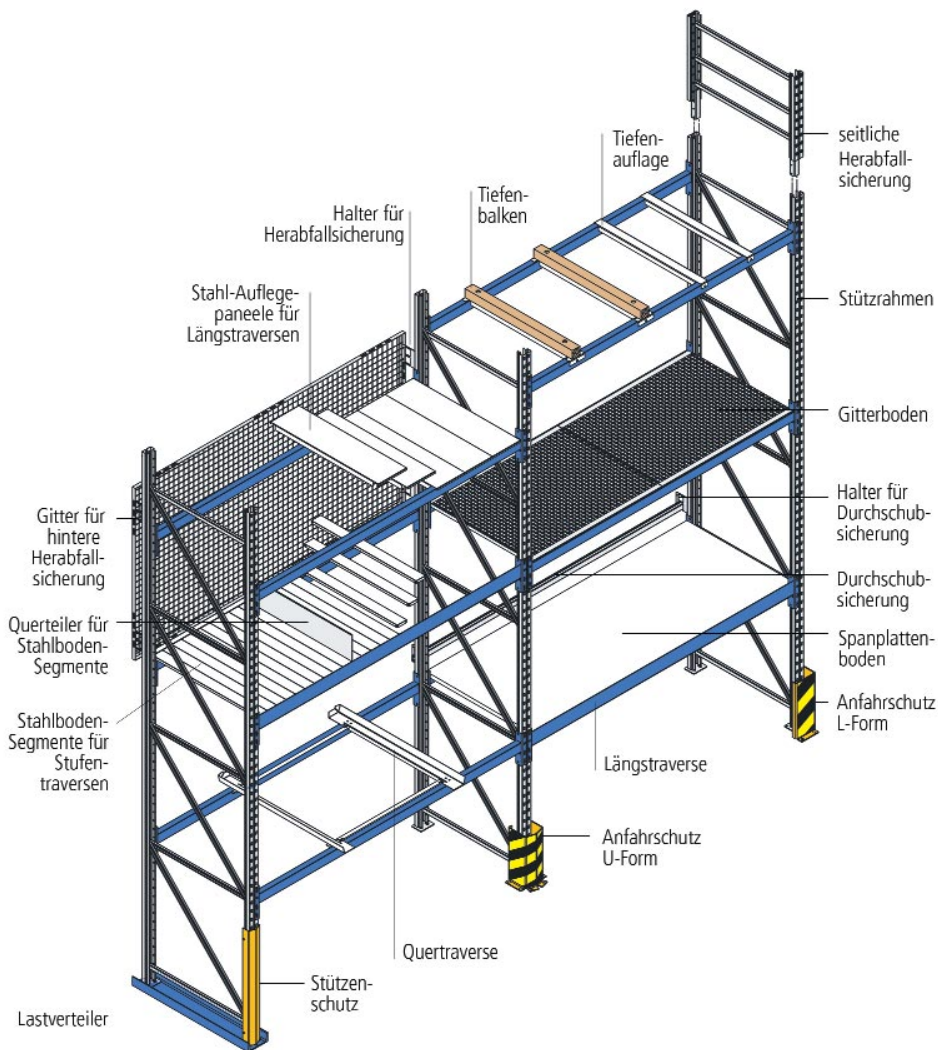 seitliche
Herabfall-
sicherung
Tiefen-
auflage
Tiefen-
balken
Halter für
Herabfallsicherung
Stahl-Auflege-
paneele für
Längstraversen
Stützrahmen
Gitterboden
Halter für
Durchschub-
sicherung
Gitter für
hintere
Herabfall-
sicherung
Durchschub-
sicherung
Querteiler für
Stahlboden-
Segmente
Spanplatten-
boden
Stahlboden-
Segmente für
Stufen-
traversen
Anfahrschutz
L-Form
Längstraverse
Anfahrschutz
U-Form
Quertraverse
Stützen-
schutz
Lastverteiler